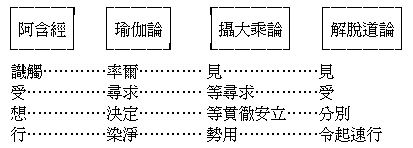 阿含經 瑜伽論 攝大乘論 解脫道論
識觸…………率爾…………見………………見
受……………尋求…………等尋求…………受
想……………決定…………等貫徹安立……分別
行……………染淨…………勢用……………令起速行